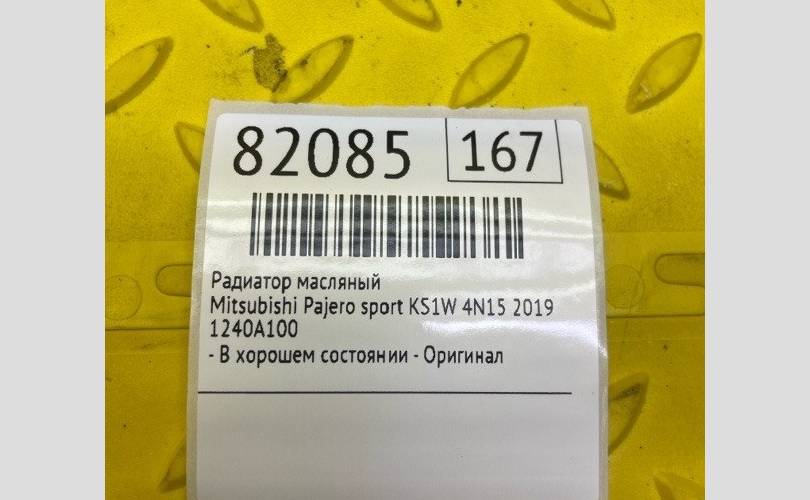 82085 167
Радиатор масляный
Mitsubishi Pajero sport KS1W 4N15 2019
1240A100
- В хорошем состоянии - Оригинал